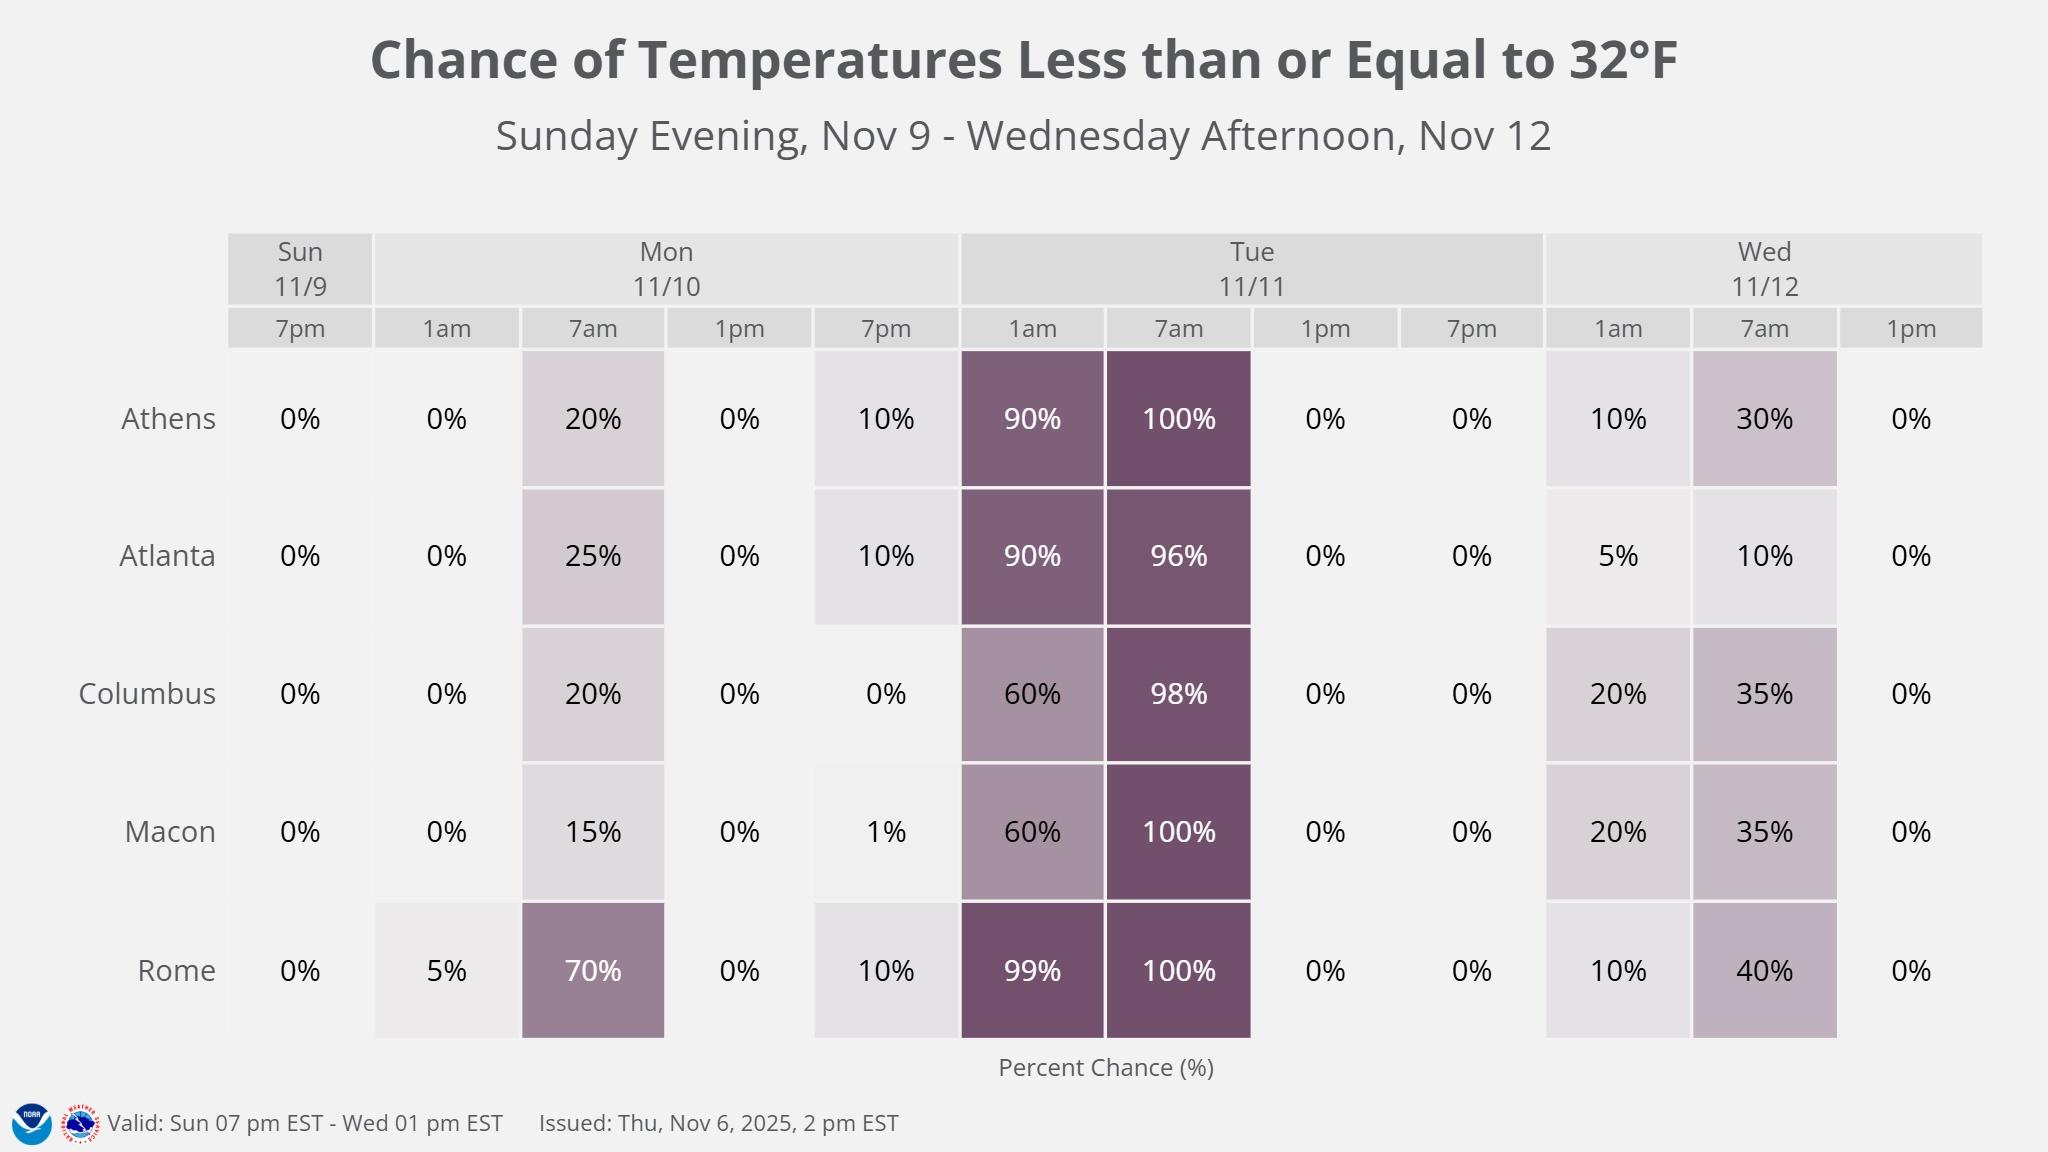 Chance of Temperatures Less than or Equal to 32°F
Sunday Evening, Nov 9 - Wednesday Afternoon, Nov 12
Sun Mon Tue Wed
11/9 11/10 11/11 11/12
7pm 1am 7am 1pm 7pm 1am 7am 1pm 7pm 1am 7am 1pm
Athens 0% 0% 20% 0% 10% 90% 100% 0% 0% 10% 30% 0%
Atlanta 0% 0% 25% 0% 10% 90% 96% 0% 0% 5% 10% 0%
Columbus 0% 0% 20% 0% 0% 60% 98% 0% 0% 20% 35% 0%
Macon 0% 0% 15% 0% 1% 60% 100% 0% 0% 20% 35% 0%
Rome 0% 5% 70% 0% 10% 99% 100% 0% 0% 10% 40% 0%
Percent Chance (%)
NOAA
NATIONAL WEATHER SERVICE
Valid: Sun 07 pm EST - Wed 01 pm EST Issued: Thu, Nov 6, 2025, 2 pm EST